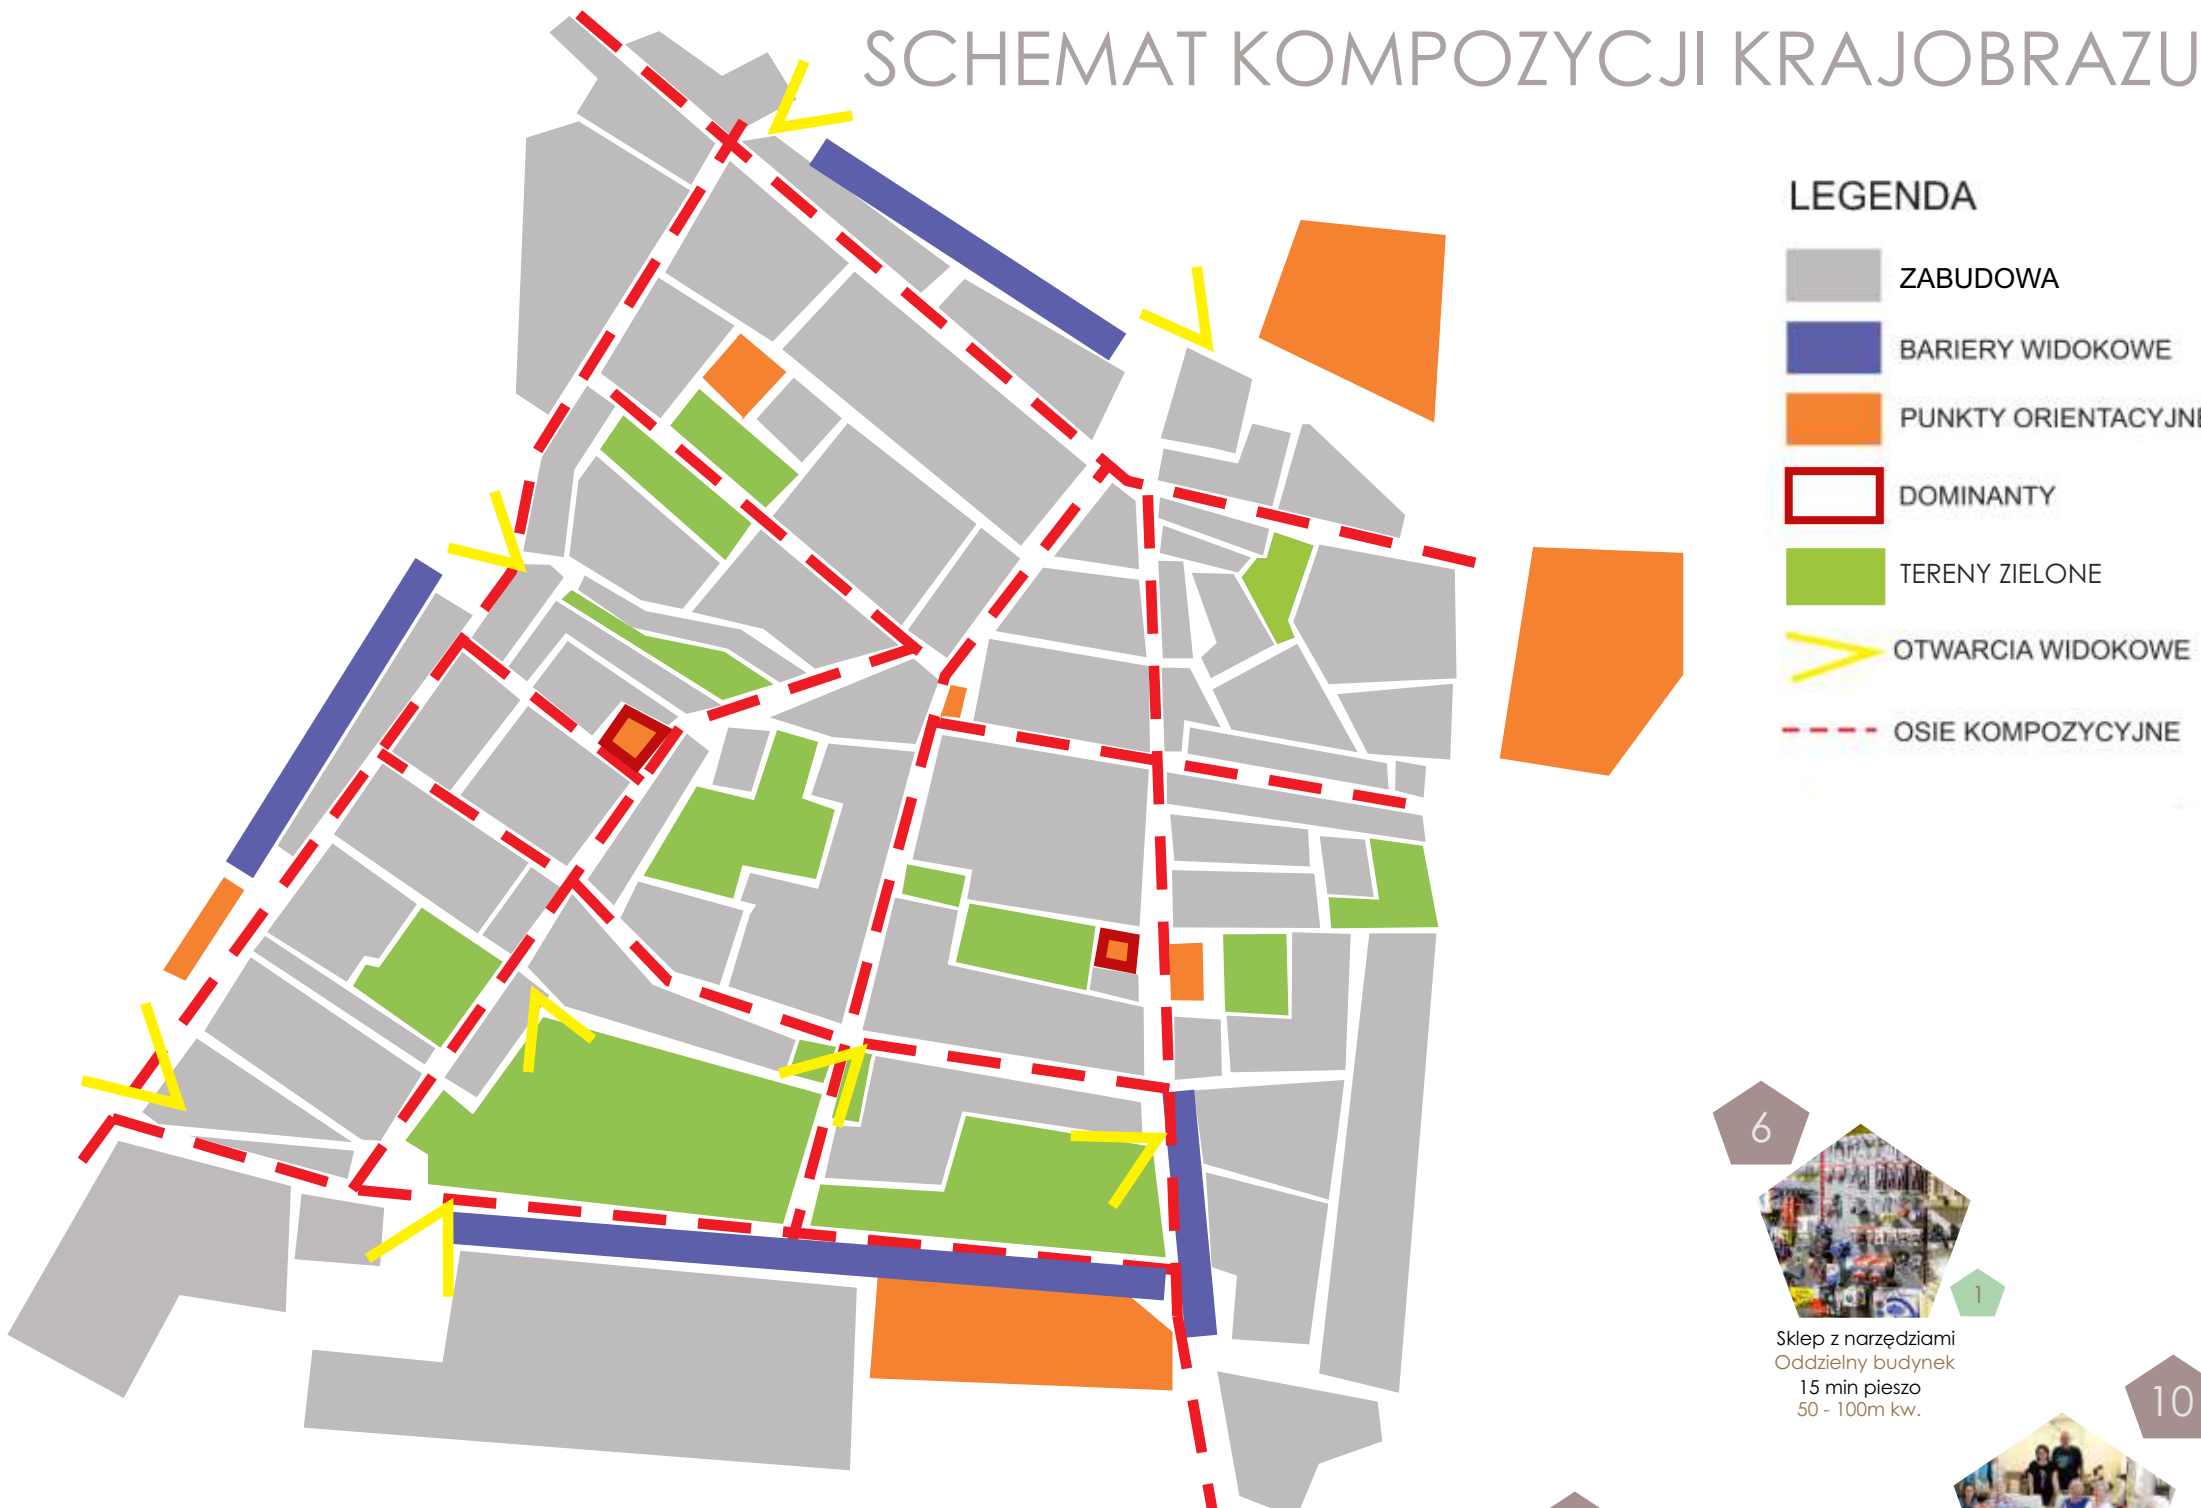 SCHEMAT KOMPOZYCJI KRAJOBRAZU
LEGENDA
ZABUDOWA
BARIERY WIDOKOWE
PUNKTY ORIENTACYJNE
DOMINANTY
TERENY ZIELONE
OTWARCIA WIDOKOWE
OSIE KOMPOZYCYJNE
6
1
Sklep z narzędziami
Oddzielny budynek
15 min pieszo
50 - 100m kw.
10